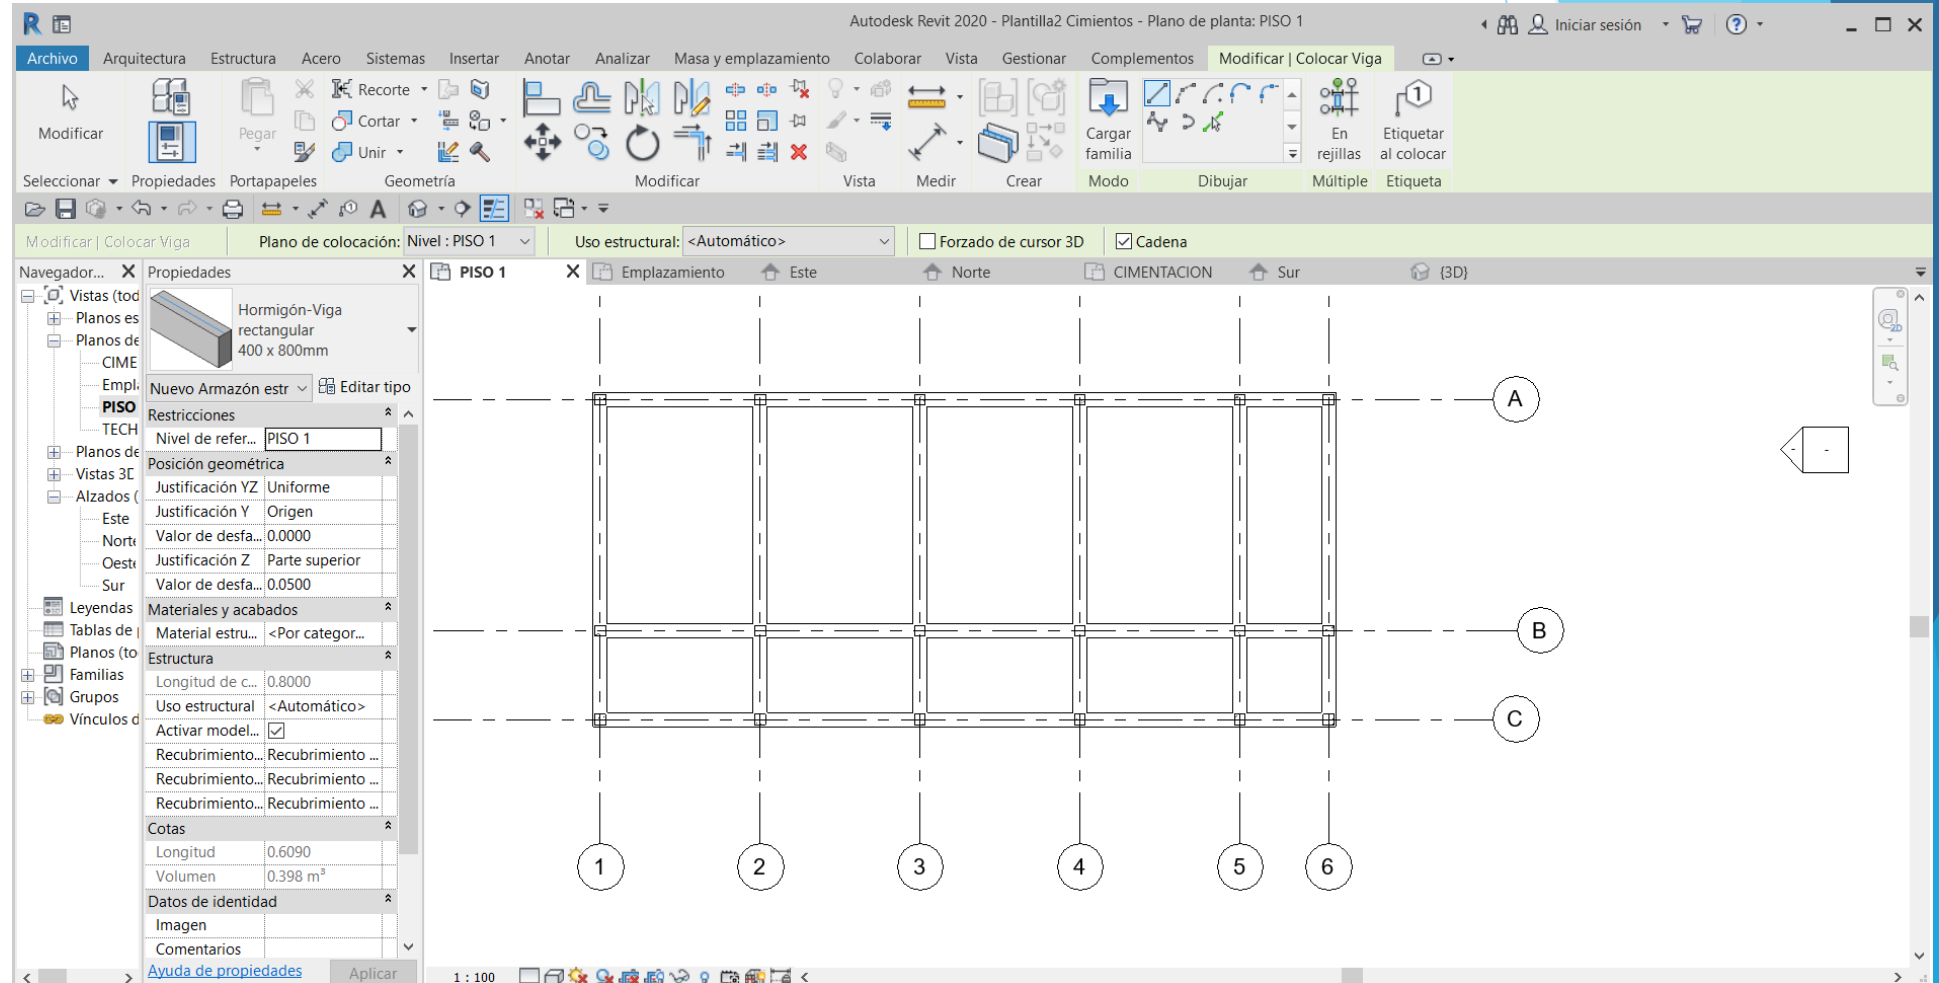 Autodesk Revit 2020 - Plantilla2 Cimientos - Plano de planta: PISO 1
Iniciar sesión
Archivo Arquitectura Estructura Acero Sistemas Insertar Anotar Analizar Masa y emplazamiento Colaborar Vista Gestionar Complementos Modificar | Colocar Viga
Modificar
Pegar
Recorte
Cortar
Unir
Cargar
familia
En
rejillas
Etiquetar
al colocar
Seleccionar Propiedades Portapapeles Geometría Modificar Vista Medir Crear Modo Dibujar Múltiple Etiqueta
Modificar | Colocar Viga Plano de colocación: Nivel : PISO 1 Uso estructural: <Automático> Forzado de cursor 3D Cadena
Navegador...
Vistas (tod
Planos es
Planos de
CIME
Empl
PISO
TECH
Planos de
Vistas 3D
Alzados (
Este
Norte
Oeste
Sur
Leyendas
Tablas de
Planos (to
Familias
Grupos
Vínculos d
Propiedades
Hormigón-Viga
rectangular
400 x 800mm
Nuevo Armazón estr Editar tipo
Restricciones
Nivel de refer... PISO 1
Posición geométrica
Justificación YZ Uniforme
Justificación Y Origen
Valor de desfa... 0.0000
Justificación Z Parte superior
Valor de desfa... 0.0500
Materiales y acabados
Material estru... <Por categor...
Estructura
Longitud de c... 0.8000
Uso estructural <Automático>
Activar model...
Recubrimiento... Recubrimiento ...
Recubrimiento... Recubrimiento ...
Recubrimiento... Recubrimiento ...
Cotas
Longitud 0.6090
Volumen 0.398 m³
Datos de identidad
Imagen
Comentarios
Ayuda de propiedades Aplicar
PISO 1 Emplazamiento Este Norte CIMENTACION Sur {3D}
2D
A
B
C
1 2 3 4 5 6
1 : 100